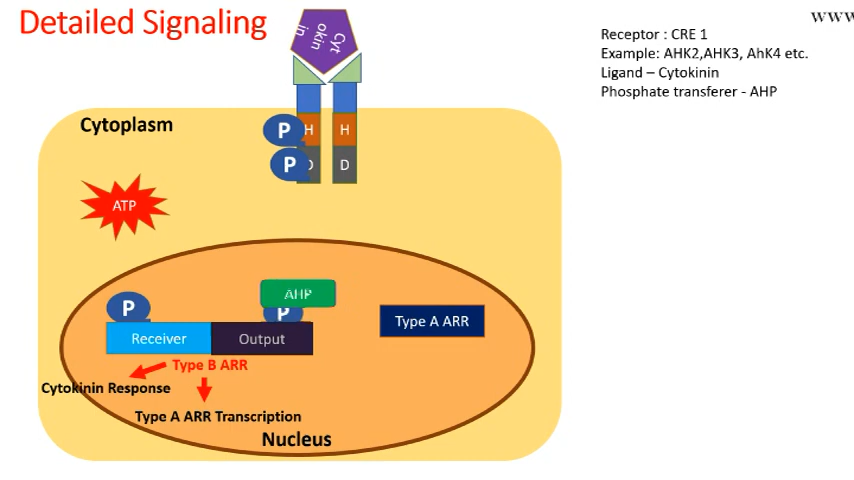 Detailed Signaling
www
Receptor : CRE 1
Example: AHK2,AHK3, AhK4 etc.
Ligand – Cytokinin
Phosphate transferer - AHP
Cyt
okin
in
Cytoplasm
P H H
P D D
ATP
AHP
P P
Type A ARR
Receiver Output
Type B ARR
Cytokinin Response
Type A ARR Transcription
Nucleus